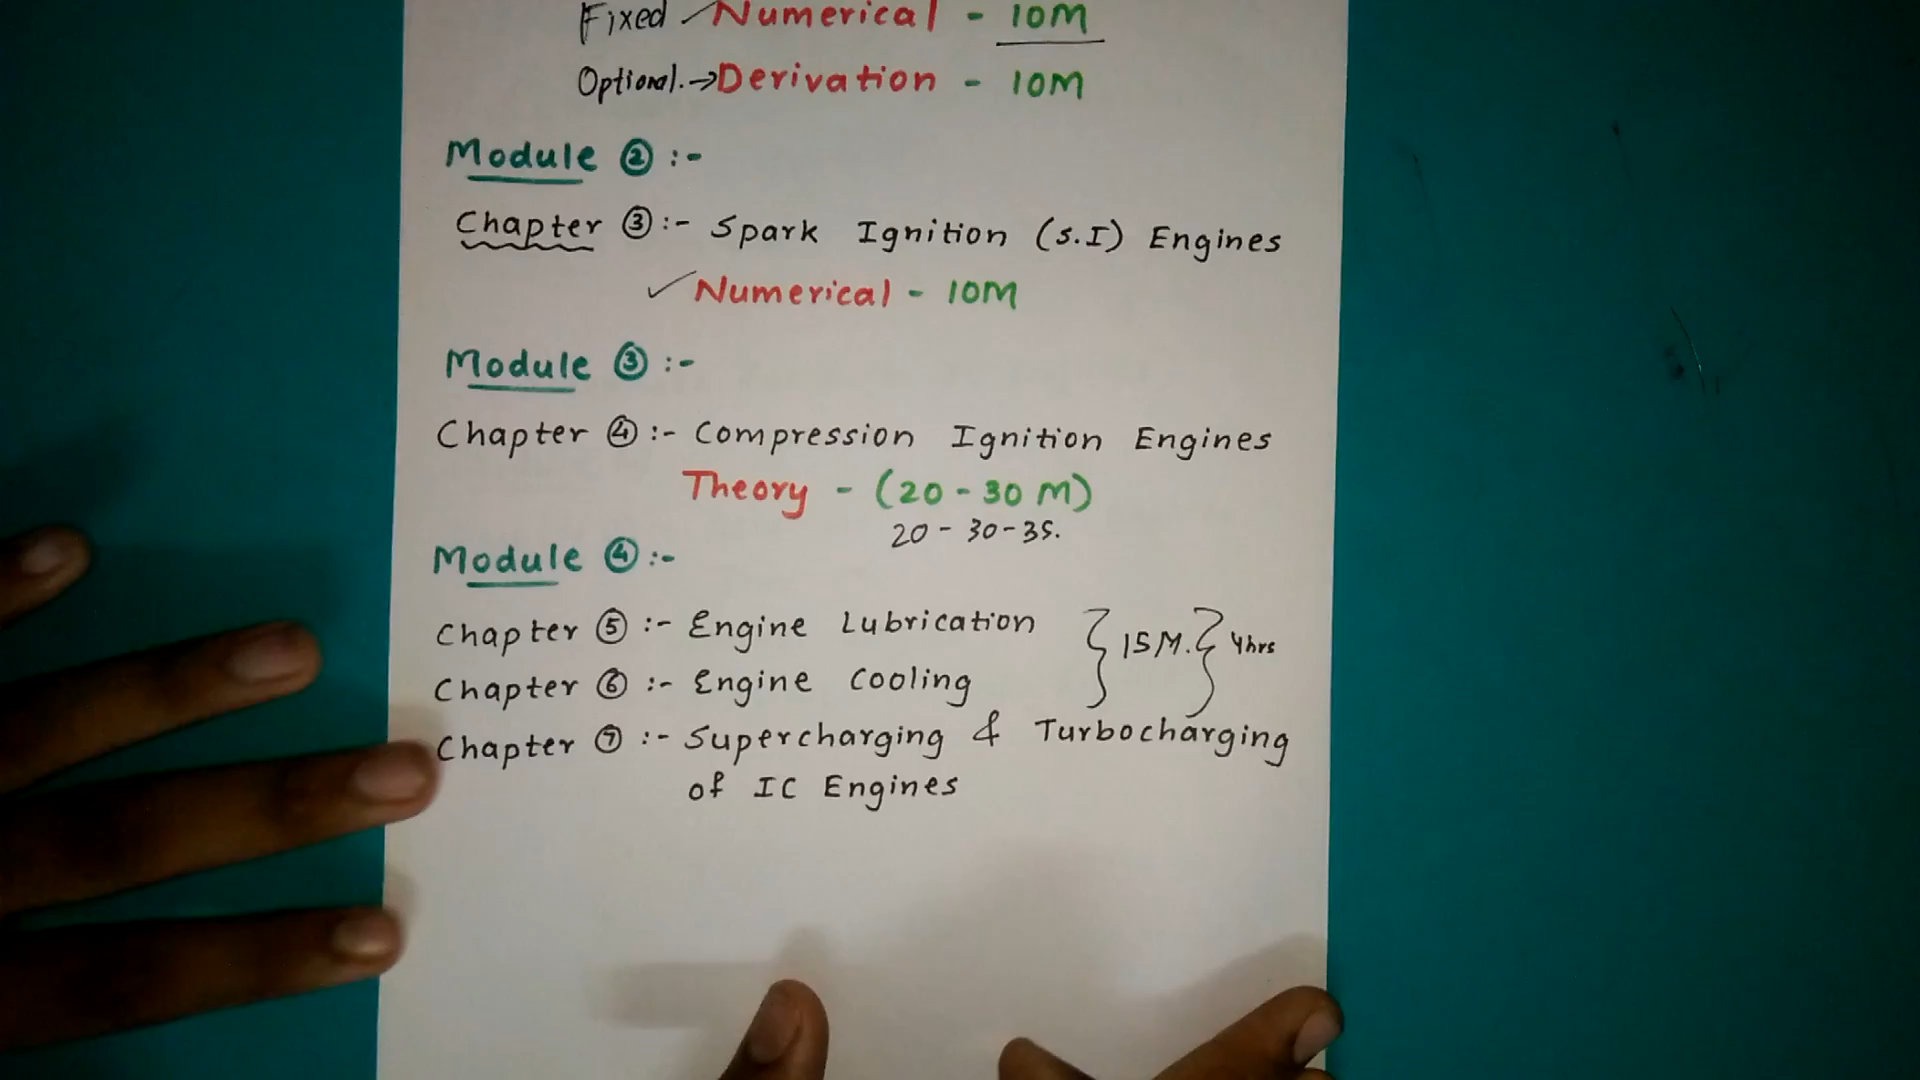 Fixed ✓ Numerical - 10M
Optional. → Derivation - 10M
Module ② :-
Chapter ③ :- Spark Ignition (S.I) Engines
✓ Numerical - 10M
Module ③ :-
Chapter ④ :- Compression Ignition Engines
Theory - (20 - 30 M)
20 - 30 - 35.
Module ④ :-
Chapter ⑤ :- Engine Lubrication
Chapter ⑥ :- Engine Cooling
} 15M. } 4hrs
Chapter ⑦ :- Supercharging & Turbocharging
of IC Engines